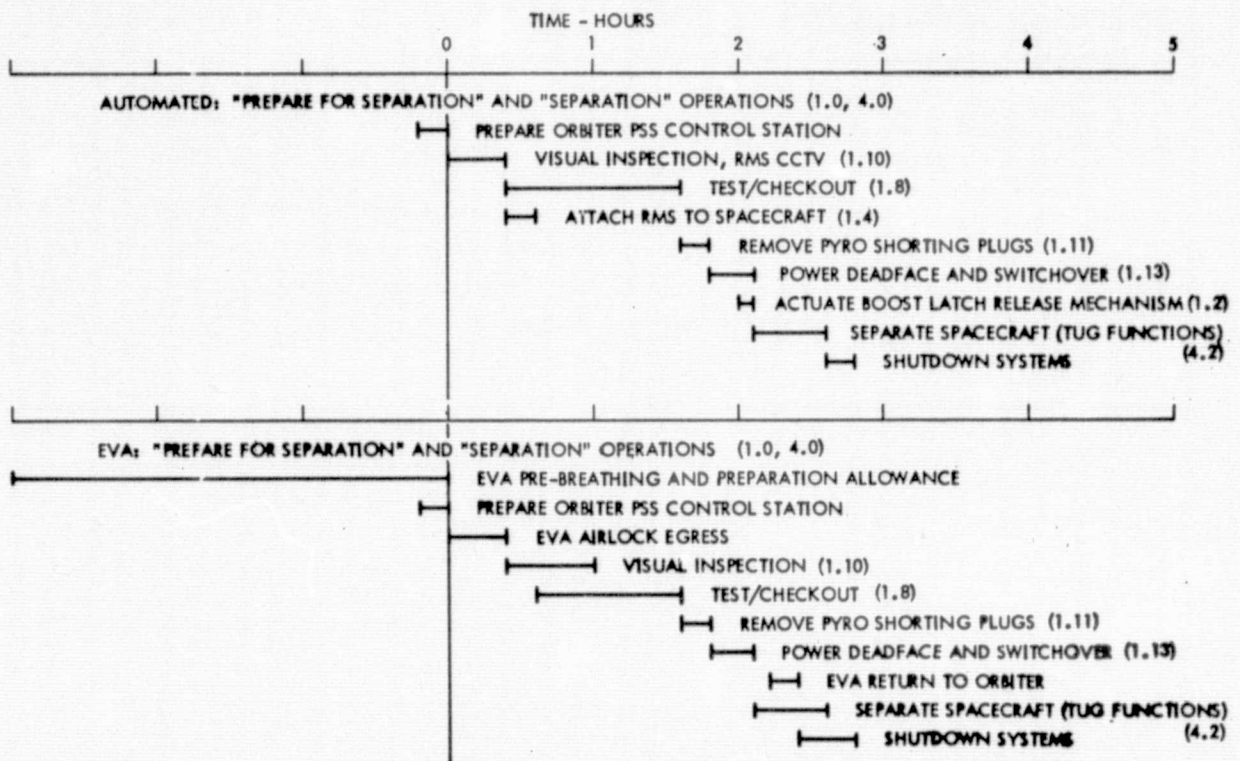 TIME - HOURS
0 1 2 3 4 5
AUTOMATED: "PREPARE FOR SEPARATION" AND "SEPARATION" OPERATIONS (1.0, 4.0)
PREPARE ORBITER PSS CONTROL STATION
VISUAL INSPECTION, RMS CCTV (1.10)
TEST/CHECKOUT (1.8)
ATTACH RMS TO SPACECRAFT (1.4)
REMOVE PYRO SHORTING PLUGS (1.11)
POWER DEADFACE AND SWITCHOVER (1.13)
ACTUATE BOOST LATCH RELEASE MECHANISM (1.2)
SEPARATE SPACECRAFT (TUG FUNCTIONS)
(4.2)
SHUTDOWN SYSTEMS
EVA: "PREFARE FOR SEPARATION" AND "SEPARATION" OPERATIONS (1.0, 4.0)
EVA PRE-BREATHING AND PREPARATION ALLOWANCE
PREPARE ORBITER PSS CONTROL STATION
EVA AIRLOCK EGRESS
VISUAL INSPECTION (1.10)
TEST/CHECKOUT (1.8)
REMOVE PYRO SHORTING PLUGS (1.11)
POWER DEADFACE AND SWITCHOVER (1.13)
EVA RETURN TO ORBITER
SEPARATE SPACECRAFT (TUG FUNCTIONS)
(4.2)
SHUTDOWN SYSTEMS